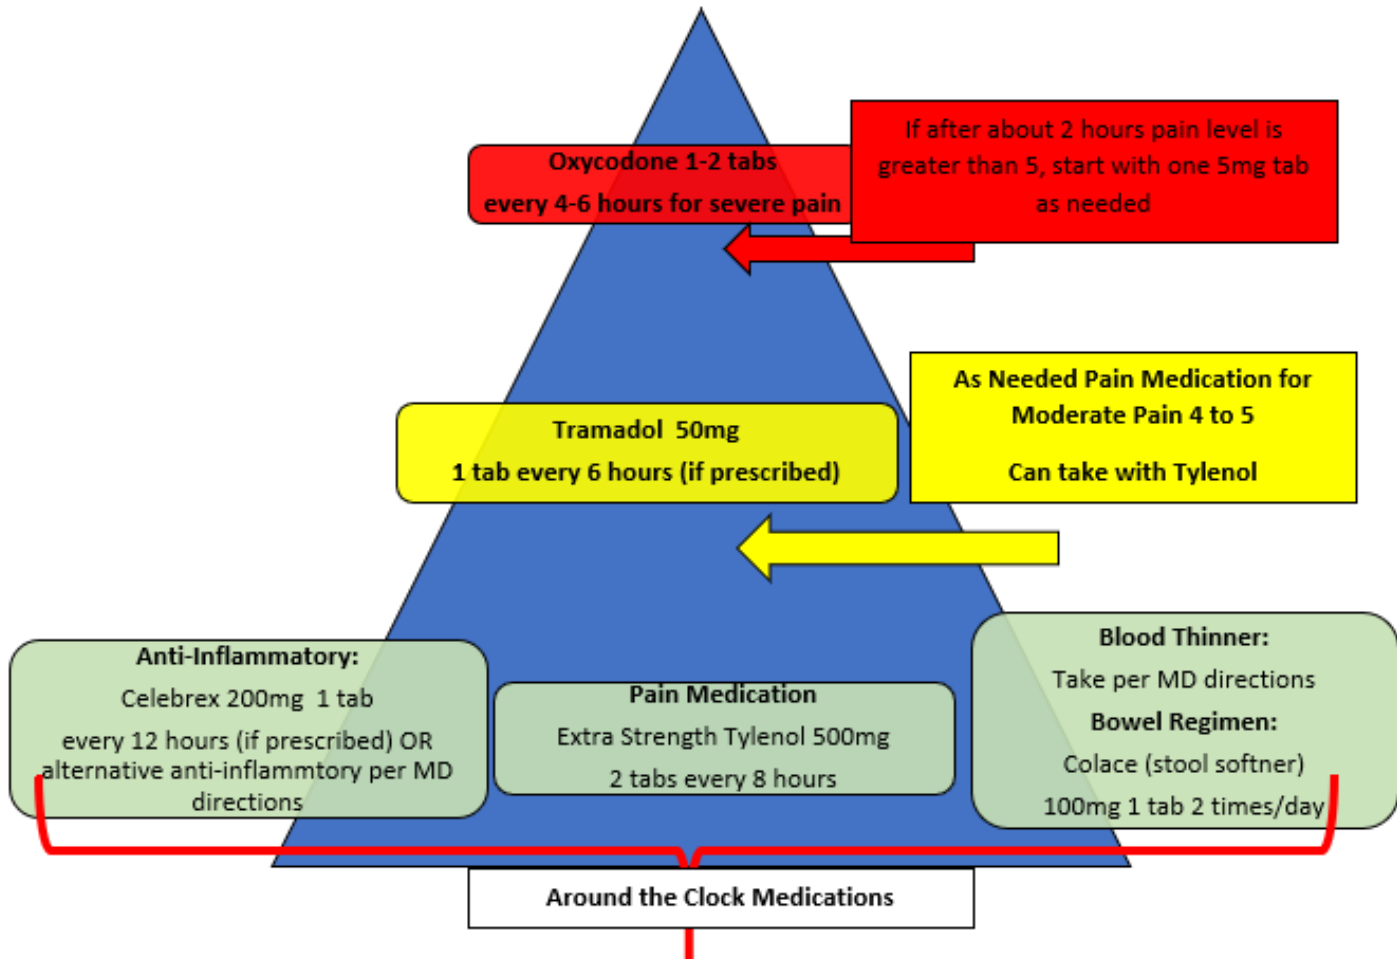 Oxycodone 1-2 tabs
every 4-6 hours for severe pain
If after about 2 hours pain level is
greater than 5, start with one 5mg tab
as needed
Tramadol 50mg
1 tab every 6 hours (if prescribed)
As Needed Pain Medication for
Moderate Pain 4 to 5
Can take with Tylenol
Anti-Inflammatory:
Celebrex 200mg 1 tab
every 12 hours (if prescribed) OR
alternative anti-inflammtory per MD
directions
Pain Medication
Extra Strength Tylenol 500mg
2 tabs every 8 hours
Blood Thinner:
Take per MD directions
Bowel Regimen:
Colace (stool softner)
100mg 1 tab 2 times/day
Around the Clock Medications